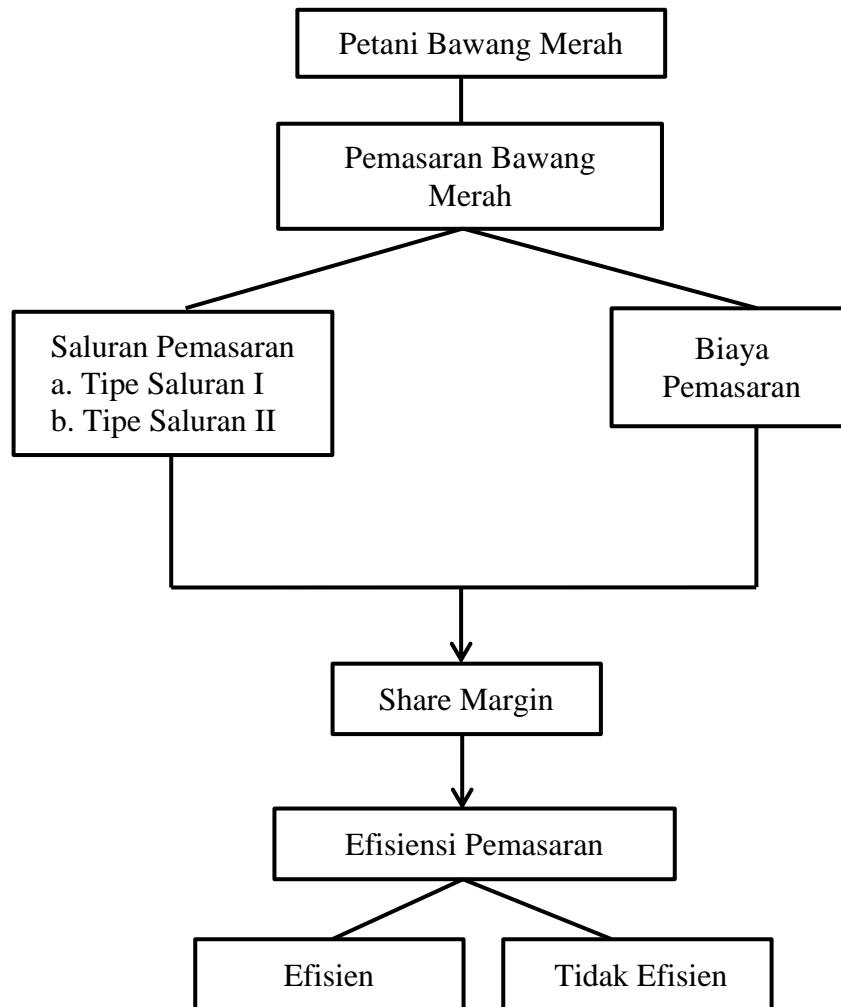 Petani Bawang Merah
Pemasaran Bawang
Merah
Saluran Pemasaran
a. Tipe Saluran I
b. Tipe Saluran II
Biaya
Pemasaran
Share Margin
Efisiensi Pemasaran
Efisien
Tidak Efisien